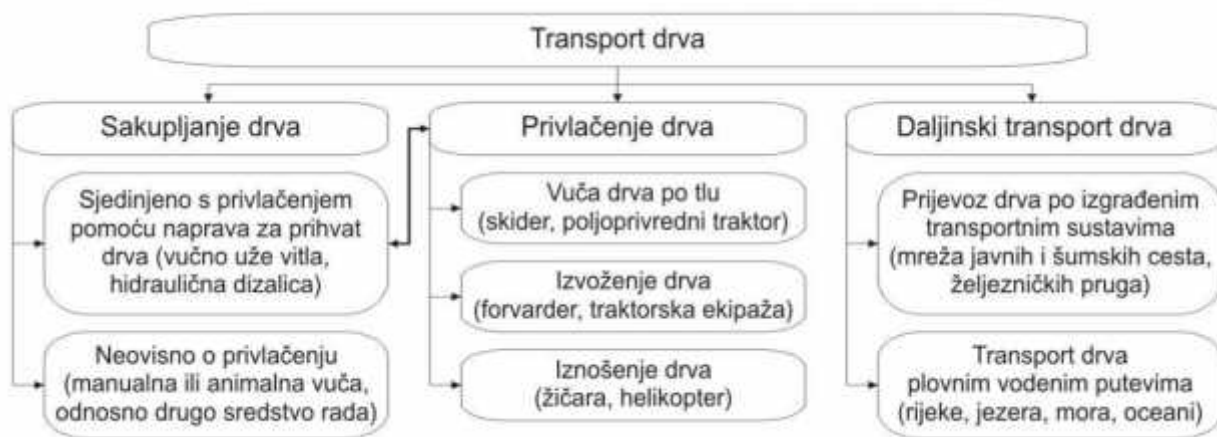 Transport drva
Sakupljanje drva
Sjedinjeno s privlačenjem
pomoću naprava za prihvat
drva (vučno uže vitla,
hidraulična dizalica)
Neovisno o privlačenju
(manualna ili animalna vuča,
odnosno drugo sredstvo rada)
Privlačenje drva
Vuča drva po tlu
(skider, poljoprivredni traktor)
Izvoženje drva
(forvarder, traktorska ekipaža)
Iznošenje drva
(žičara, helikopter)
Daljinski transport drva
Prijevoz drva po izgrađenim
transportnim sustavima
(mreža javnih i šumskih cesta,
željezničkih pruga)
Transport drva
plovnim vodenim putevima
(rijeke, jezera, mora, oceani)